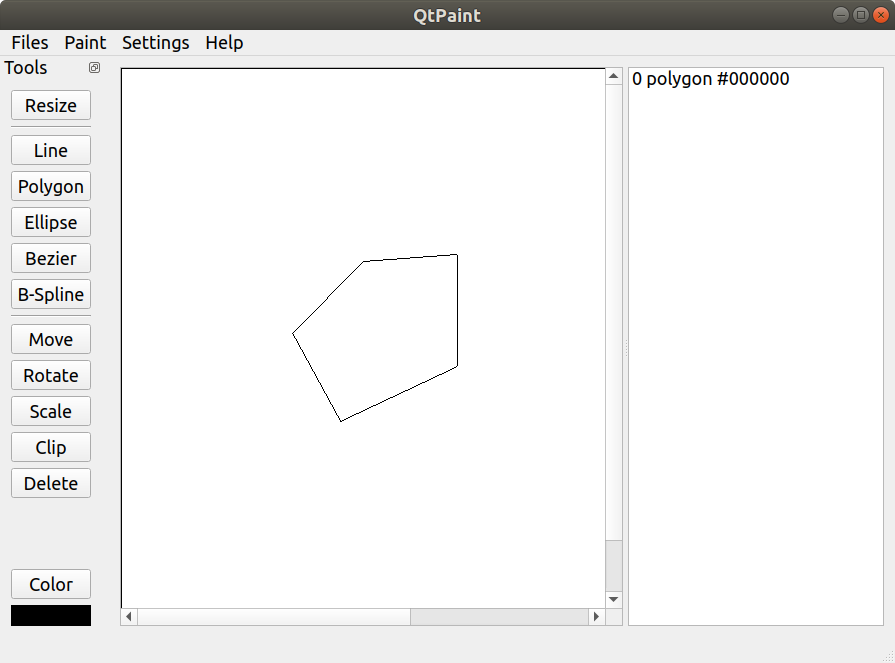 QtPaint
Files Paint Settings Help
Tools
Resize
Line
Polygon
Ellipse
Bezier
B-Spline
Move
Rotate
Scale
Clip
Delete
Color
0 polygon #000000